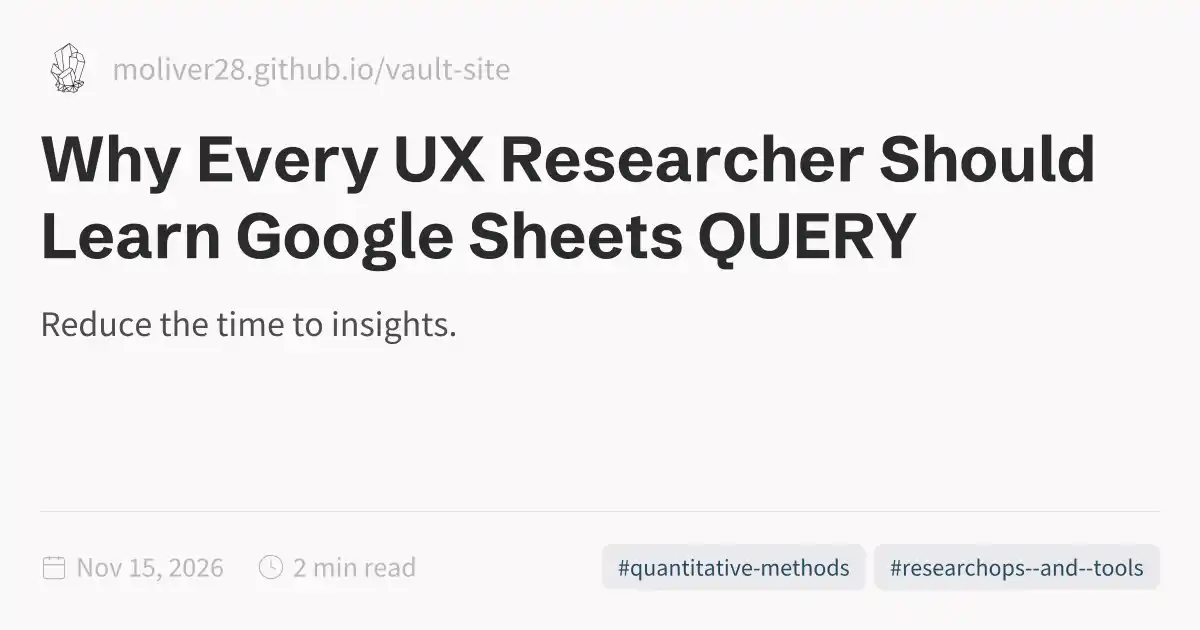 moliver28.github.io/vault-site
Why Every UX Researcher Should
Learn Google Sheets QUERY
Reduce the time to insights.
Nov 15, 2026
2 min read
#quantitative-methods
#researchops--and--tools